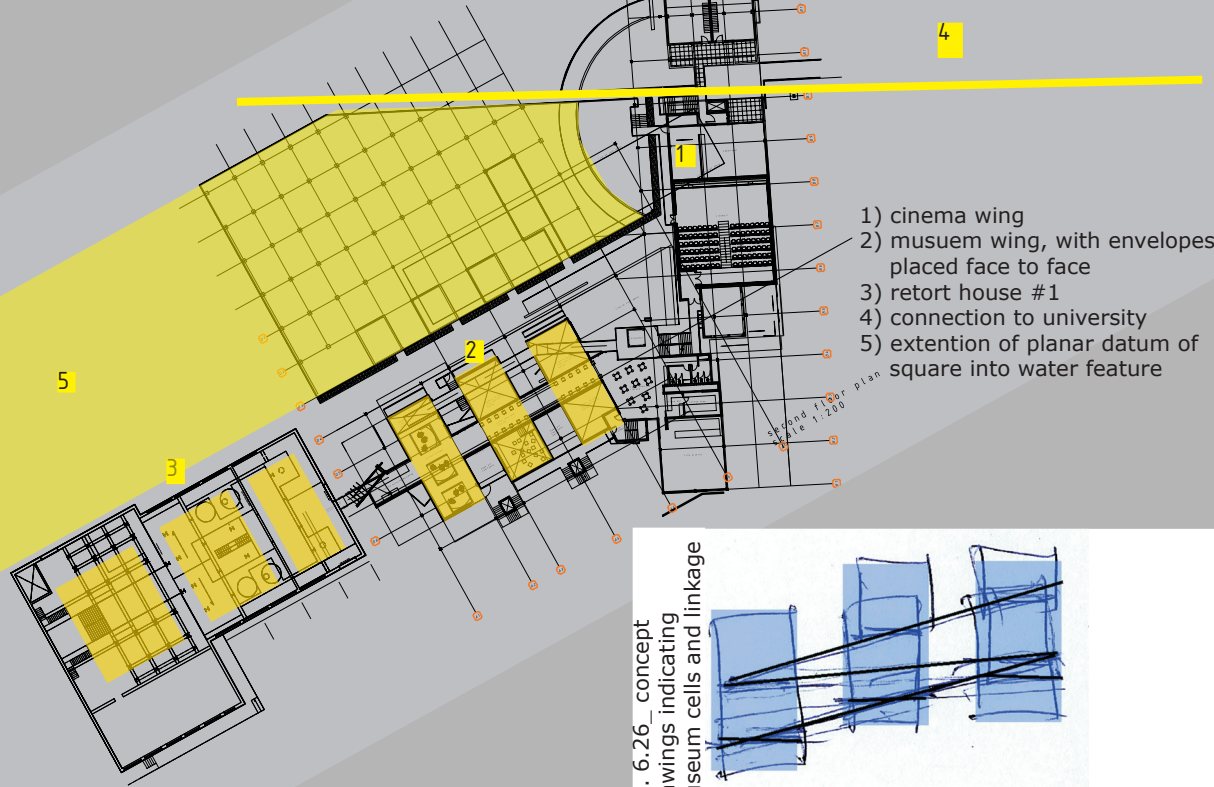 4
1
1) cinema wing
2) musuem wing, with envelopes
placed face to face
3) retort house #1
4) connection to university
5) extention of planar datum of
square into water feature
2
5
3
second floor plan
scale 1:200
. 6.26_ concept
wings indicating
seum cells and linkage